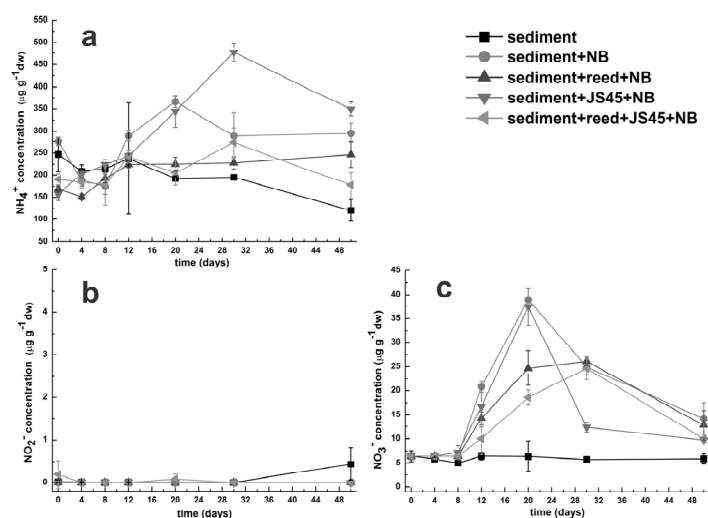 a
sediment
sediment+NB
sediment+reed+NB
sediment+JS45+NB
sediment+reed+JS45+NB
NH₄⁺ concentration (µg g⁻¹dw)
550
500
450
400
350
300
250
200
150
100
50
0 4 8 12 16 20 24 28 32 36 40 44 48
time (days)
b
NO₂⁻ concentration (µg g⁻¹dw)
5
4
3
2
1
0
0 4 8 12 16 20 24 28 32 36 40 44 48
time (days)
c
NO₃⁻ concentration (µg g⁻¹dw)
45
40
35
30
25
20
15
10
5
0
0 4 8 12 16 20 24 28 32 36 40 44 48
time (days)